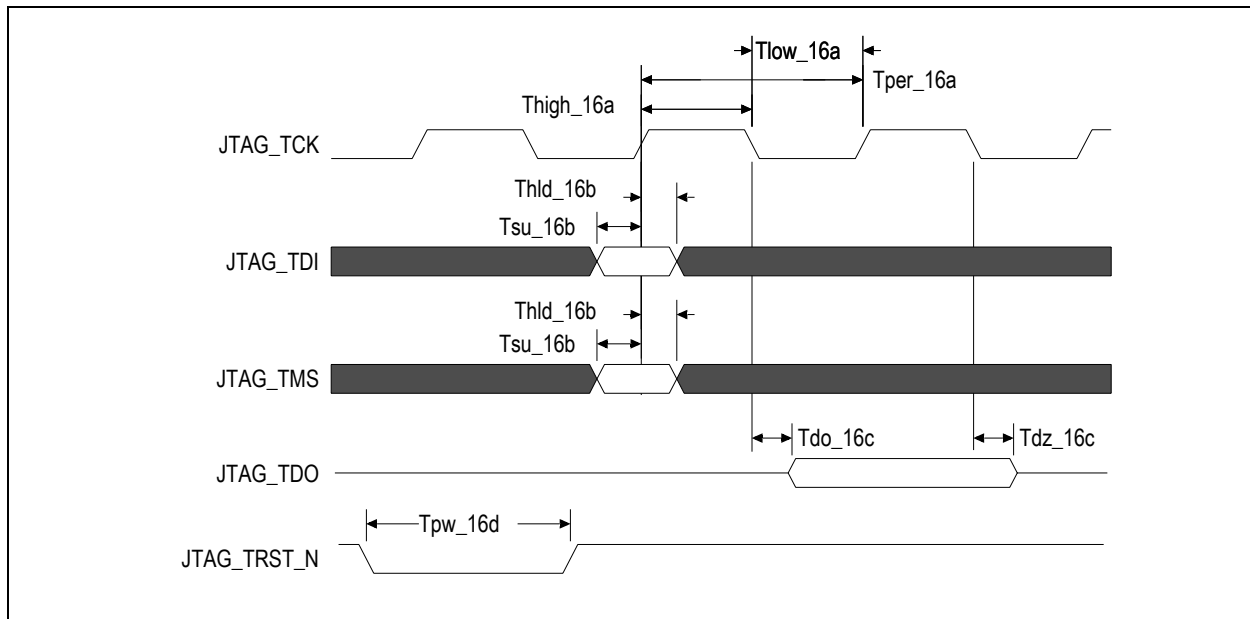 Tlow_16a
Tper_16a
Thigh_16a
JTAG_TCK
Thld_16b
Tsu_16b
JTAG_TDI
Thld_16b
Tsu_16b
JTAG_TMS
Tdo_16c
Tdz_16c
JTAG_TDO
Tpw_16d
JTAG_TRST_N